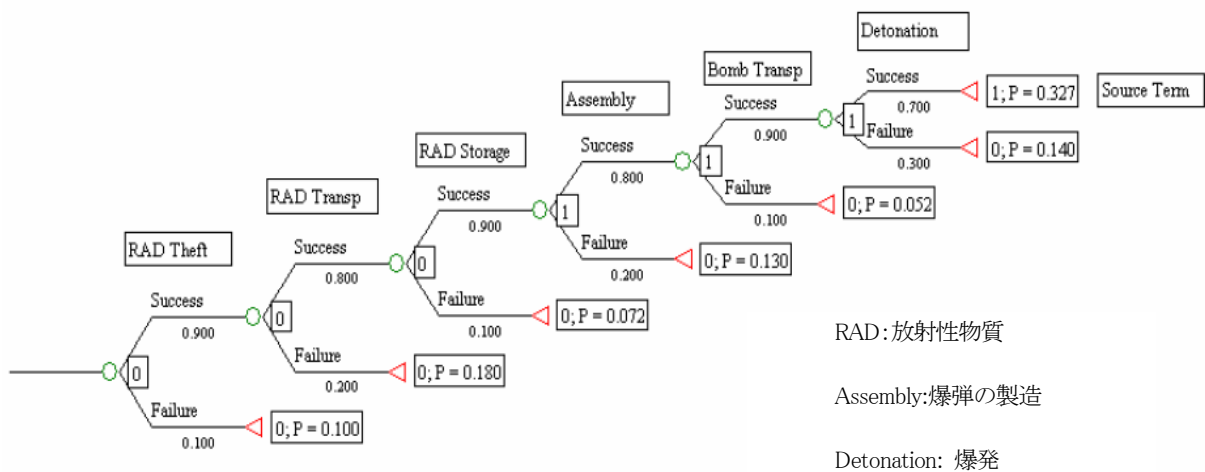 Detonation
Success
0.700
1; P = 0.327
Source Term
Failure
0.300
0; P = 0.140
Bomb Transp
Success
0.900
1
Failure
0.100
0; P = 0.052
Assembly
Success
0.800
1
Failure
0.200
0; P = 0.130
RAD Storage
Success
0.900
1
Failure
0.100
0; P = 0.072
RAD Transp
Success
0.800
0
Failure
0.200
0; P = 0.180
RAD Theft
Success
0.900
0
Failure
0.100
0; P = 0.100
0
RAD:放射性物質
Assembly:爆弾の製造
Detonation: 爆発